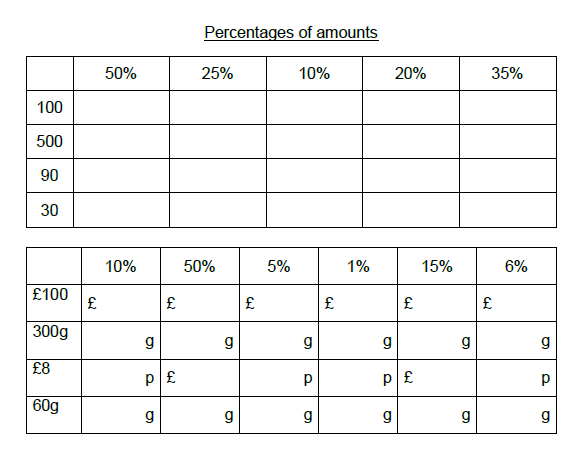 Percentages of amounts
50% 25% 10% 20% 35%
100
500
90
30
10% 50% 5% 1% 15% 6%
£100 £ £ £ £ £ £
300g g g g g g g
£8 p £ p p £ p
60g g g g g g g